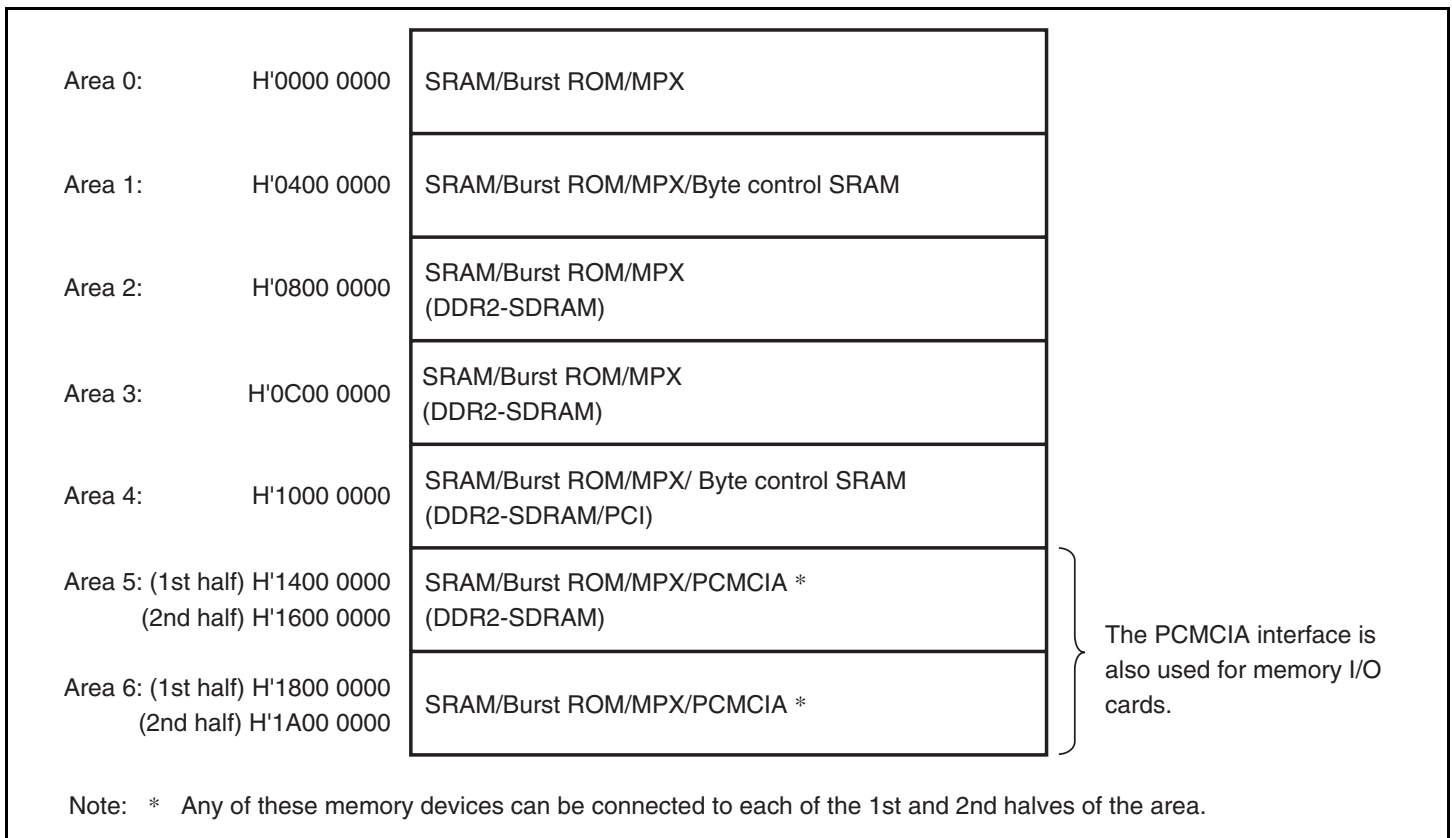 Area 0: H'0000 0000 SRAM/Burst ROM/MPX
Area 1: H'0400 0000 SRAM/Burst ROM/MPX/Byte control SRAM
Area 2: H'0800 0000 SRAM/Burst ROM/MPX
(DDR2-SDRAM)
Area 3: H'0C00 0000 SRAM/Burst ROM/MPX
(DDR2-SDRAM)
Area 4: H'1000 0000 SRAM/Burst ROM/MPX/ Byte control SRAM
(DDR2-SDRAM/PCI)
Area 5: (1st half) H'1400 0000 SRAM/Burst ROM/MPX/PCMCIA *
(2nd half) H'1600 0000 (DDR2-SDRAM)
Area 6: (1st half) H'1800 0000 SRAM/Burst ROM/MPX/PCMCIA *
(2nd half) H'1A00 0000
The PCMCIA interface is
also used for memory I/O
cards.
Note: * Any of these memory devices can be connected to each of the 1st and 2nd halves of the area.